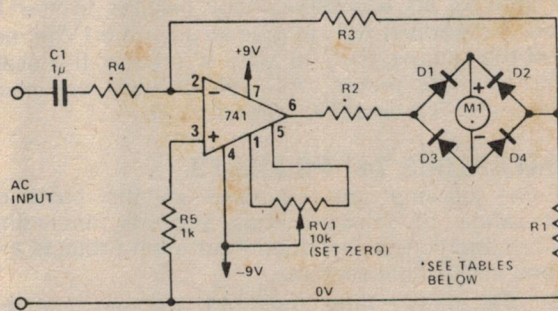 R3
C1
1μ
R4
+9V
2
−
7
741
6
R2
D1
D2
+
M1
−
D3
D4
3
+
4
1
5
AC
INPUT
R5
1k
RV1
10k
(SET ZERO)
−9V
R1
*SEE TABLES
BELOW
0V